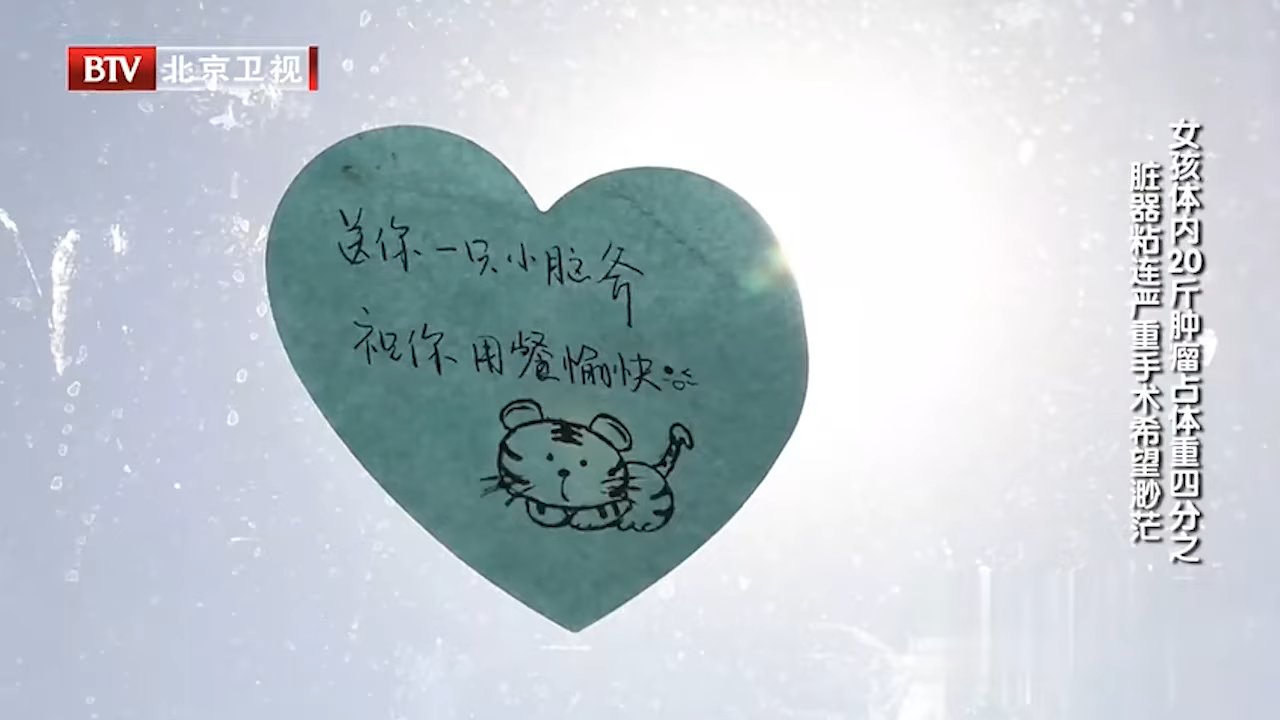 BTV 北京卫视
送你一只小脑斧
祝你用餐愉快
女孩体内20斤肿瘤占体重四分之
脏器粘连严重手术希望渺茫